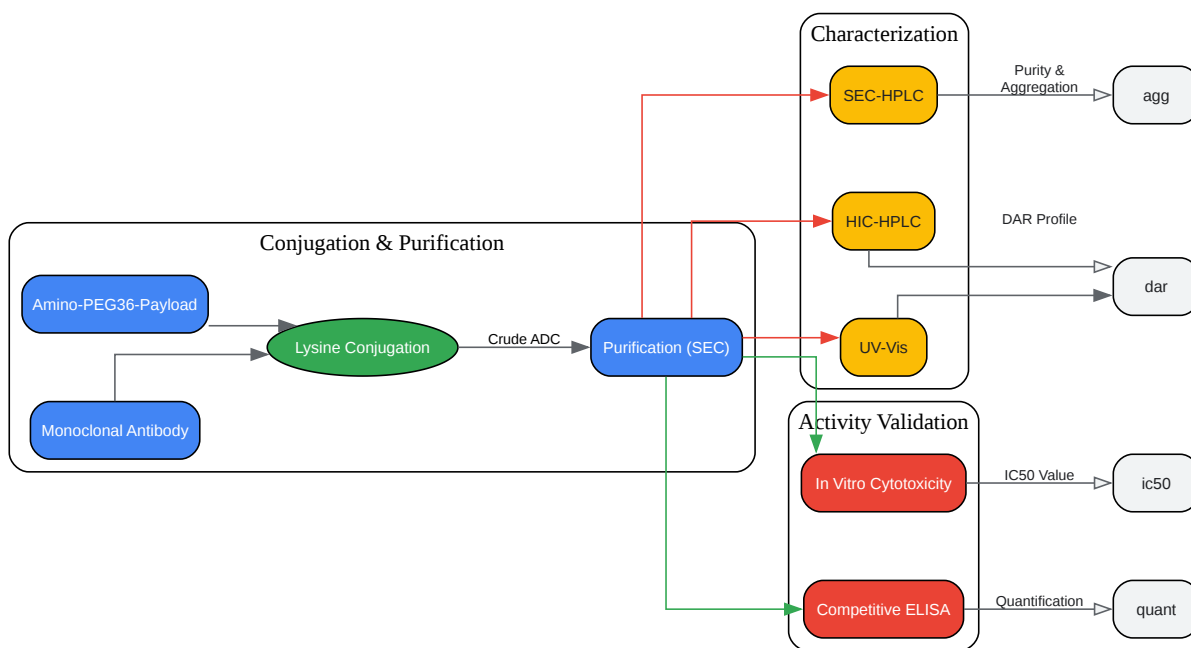 Characterization
SEC-HPLC
Purity &
Aggregation
agg
HIC-HPLC
DAR Profile
dar
UV-Vis
Conjugation & Purification
Amino-PEG36-Payload
Lysine Conjugation
Crude ADC
Purification (SEC)
Monoclonal Antibody
Activity Validation
In Vitro Cytotoxicity
IC50 Value
ic50
Competitive ELISA
Quantification
quant